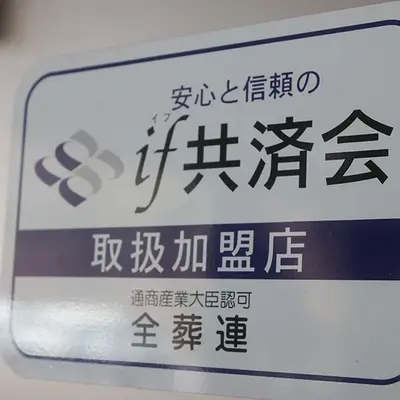 安心と信頼の
イフ
if共済会
取扱加盟店
通商産業大臣認可
全葬連